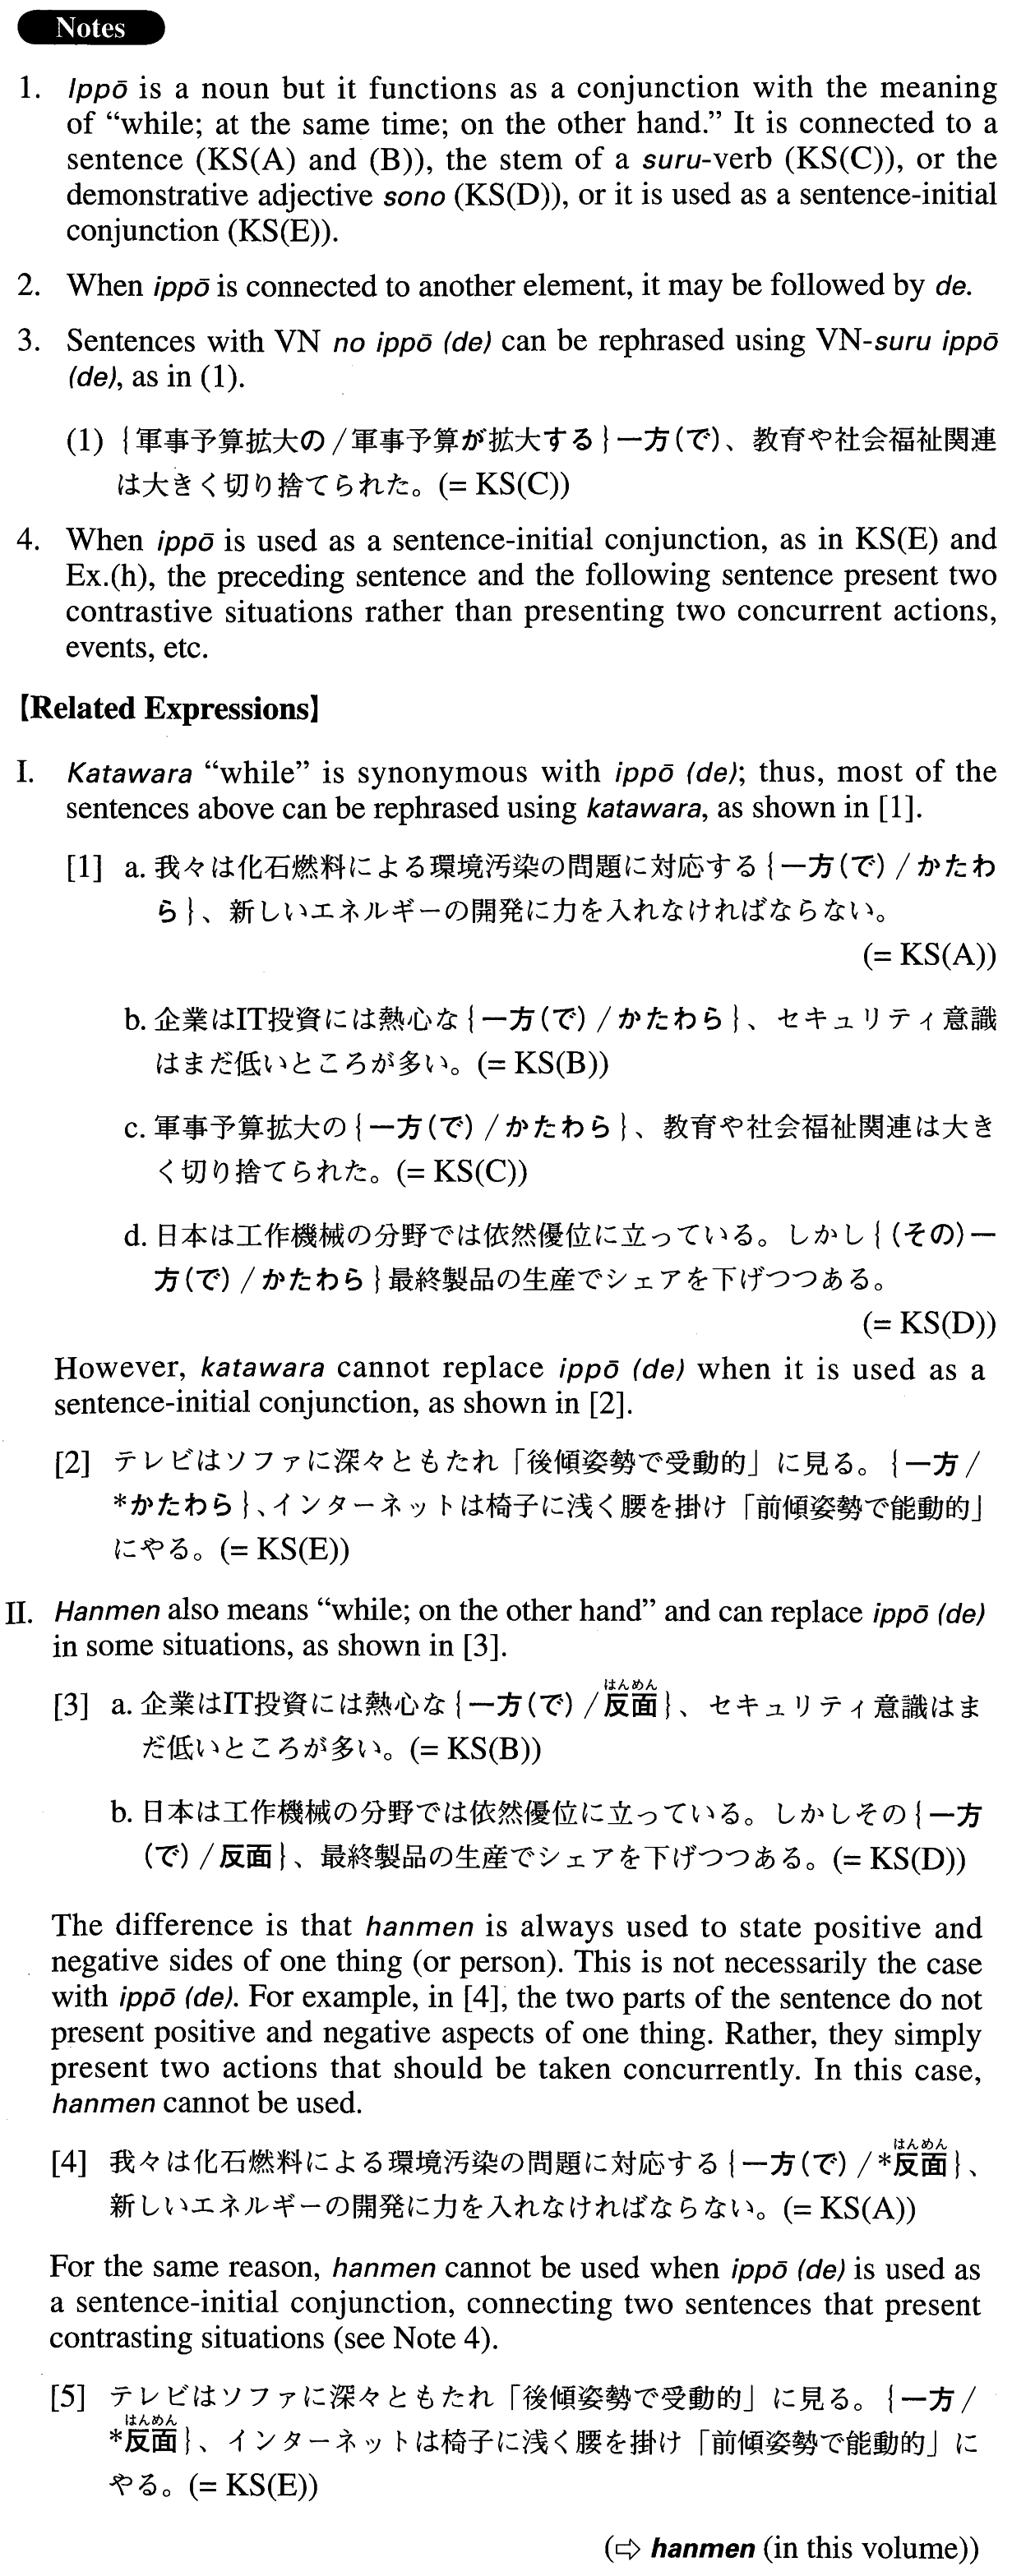 Notes
1. Ippō is a noun but it functions as a conjunction with the meaning
of “while; at the same time; on the other hand.” It is connected to a
sentence (KS(A) and (B)), the stem of a suru-verb (KS(C)), or the
demonstrative adjective sono (KS(D)), or it is used as a sentence-initial
conjunction (KS(E)).
2. When ippō is connected to another element, it may be followed by de.
3. Sentences with VN no ippō (de) can be rephrased using VN-suru ippō
(de), as in (1).
(1) {軍事予算拡大の/軍事予算が拡大する}一方(で)、教育や社会福祉関連
は大きく切り捨てられた。(= KS(C))
4. When ippō is used as a sentence-initial conjunction, as in KS(E) and
Ex.(h), the preceding sentence and the following sentence present two
contrastive situations rather than presenting two concurrent actions,
events, etc.
【Related Expressions】
I. Katawara “while” is synonymous with ippō (de); thus, most of the
sentences above can be rephrased using katawara, as shown in [1].
[1] a. 我々は化石燃料による環境汚染の問題に対応する{一方(で)/かたわ
ら}、新しいエネルギーの開発に力を入れなければならない。
(= KS(A))
b. 企業はIT投資には熱心な{一方(で)/かたわら}、セキュリティ意識
はまだ低いところが多い。(= KS(B))
c. 軍事予算拡大の{一方(で)/かたわら}、教育や社会福祉関連は大き
く切り捨てられた。(= KS(C))
d. 日本は工作機械の分野では依然優位に立っている。しかし{(その)一
方(で)/かたわら}最終製品の生産でシェアを下げつつある。
(= KS(D))
However, katawara cannot replace ippō (de) when it is used as a
sentence-initial conjunction, as shown in [2].
[2] テレビはソファに深々ともたれ「後傾姿勢で受動的」に見る。{一方/
*かたわら}、インターネットは椅子に浅く腰を掛け「前傾姿勢で能動的」
にやる。(= KS(E))
II. Hanmen also means “while; on the other hand” and can replace ippō (de)
in some situations, as shown in [3].
はんめん
[3] a. 企業はIT投資には熱心な{一方(で)/反面}、セキュリティ意識はま
だ低いところが多い。(= KS(B))
b. 日本は工作機械の分野では依然優位に立っている。しかしその{一方
(で)/反面}、最終製品の生産でシェアを下げつつある。(= KS(D))
The difference is that hanmen is always used to state positive and
negative sides of one thing (or person). This is not necessarily the case
with ippō (de). For example, in [4], the two parts of the sentence do not
present positive and negative aspects of one thing. Rather, they simply
present two actions that should be taken concurrently. In this case,
hanmen cannot be used.
はんめん
[4] 我々は化石燃料による環境汚染の問題に対応する{一方(で)/*反面}、
新しいエネルギーの開発に力を入れなければならない。(= KS(A))
For the same reason, hanmen cannot be used when ippō (de) is used as
a sentence-initial conjunction, connecting two sentences that present
contrasting situations (see Note 4).
[5] テレビはソファに深々ともたれ「後傾姿勢で受動的」に見る。{一方/
はんめん
*反面}、インターネットは椅子に浅く腰を掛け「前傾姿勢で能動的」に
やる。(= KS(E))
(⇨ hanmen (in this volume))